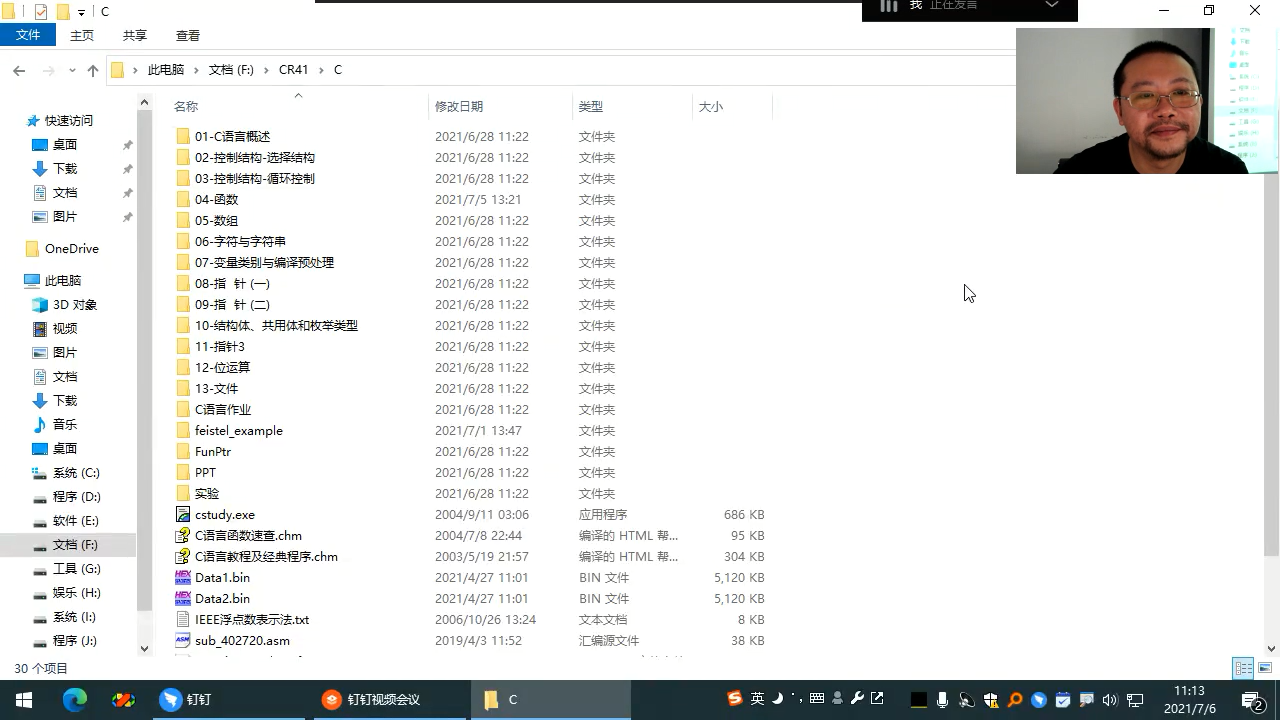 C
我 正在发言
文件 主页 共享 查看
此电脑 文档 (F:) CR41 C
名称 修改日期 类型 大小
快速访问
桌面
下载
文档
图片
OneDrive
此电脑
3D 对象
视频
图片
文档
下载
音乐
桌面
系统 (C:)
程序 (D:)
软件 (E:)
文档 (F:)
工具 (G:)
娱乐 (H:)
系统 (I:)
程序 (J:)
01-C语言概述 2021/6/28 11:22 文件夹
02-控制结构-选择结构 2021/6/28 11:22 文件夹
03-控制结构-循环控制 2021/6/28 11:22 文件夹
04-函数 2021/7/5 13:21 文件夹
05-数组 2021/6/28 11:22 文件夹
06-字符与字符串 2021/6/28 11:22 文件夹
07-变量类别与编译预处理 2021/6/28 11:22 文件夹
08-指 针 (一) 2021/6/28 11:22 文件夹
09-指 针 (二) 2021/6/28 11:22 文件夹
10-结构体、共用体和枚举类型 2021/6/28 11:22 文件夹
11-指针3 2021/6/28 11:22 文件夹
12-位运算 2021/6/28 11:22 文件夹
13-文件 2021/6/28 11:22 文件夹
C语言作业 2021/6/28 11:22 文件夹
feistel_example 2021/7/1 13:47 文件夹
FunPtr 2021/6/28 11:22 文件夹
PPT 2021/6/28 11:22 文件夹
实验 2021/6/28 11:22 文件夹
cstudy.exe 2004/9/11 03:06 应用程序 686 KB
C语言函数速查.chm 2004/7/8 22:44 编译的 HTML 帮... 95 KB
C语言教程及经典程序.chm 2003/5/19 21:57 编译的 HTML 帮... 304 KB
Data1.bin 2021/4/27 11:01 BIN 文件 5,120 KB
Data2.bin 2021/4/27 11:01 BIN 文件 5,120 KB
IEEE浮点数表示法.txt 2006/10/26 13:24 文本文档 8 KB
sub_402720.asm 2019/4/3 11:52 汇编源文件 38 KB
30 个项目
钉钉 钉钉视频会议 C 英 11:13
2021/7/6 2